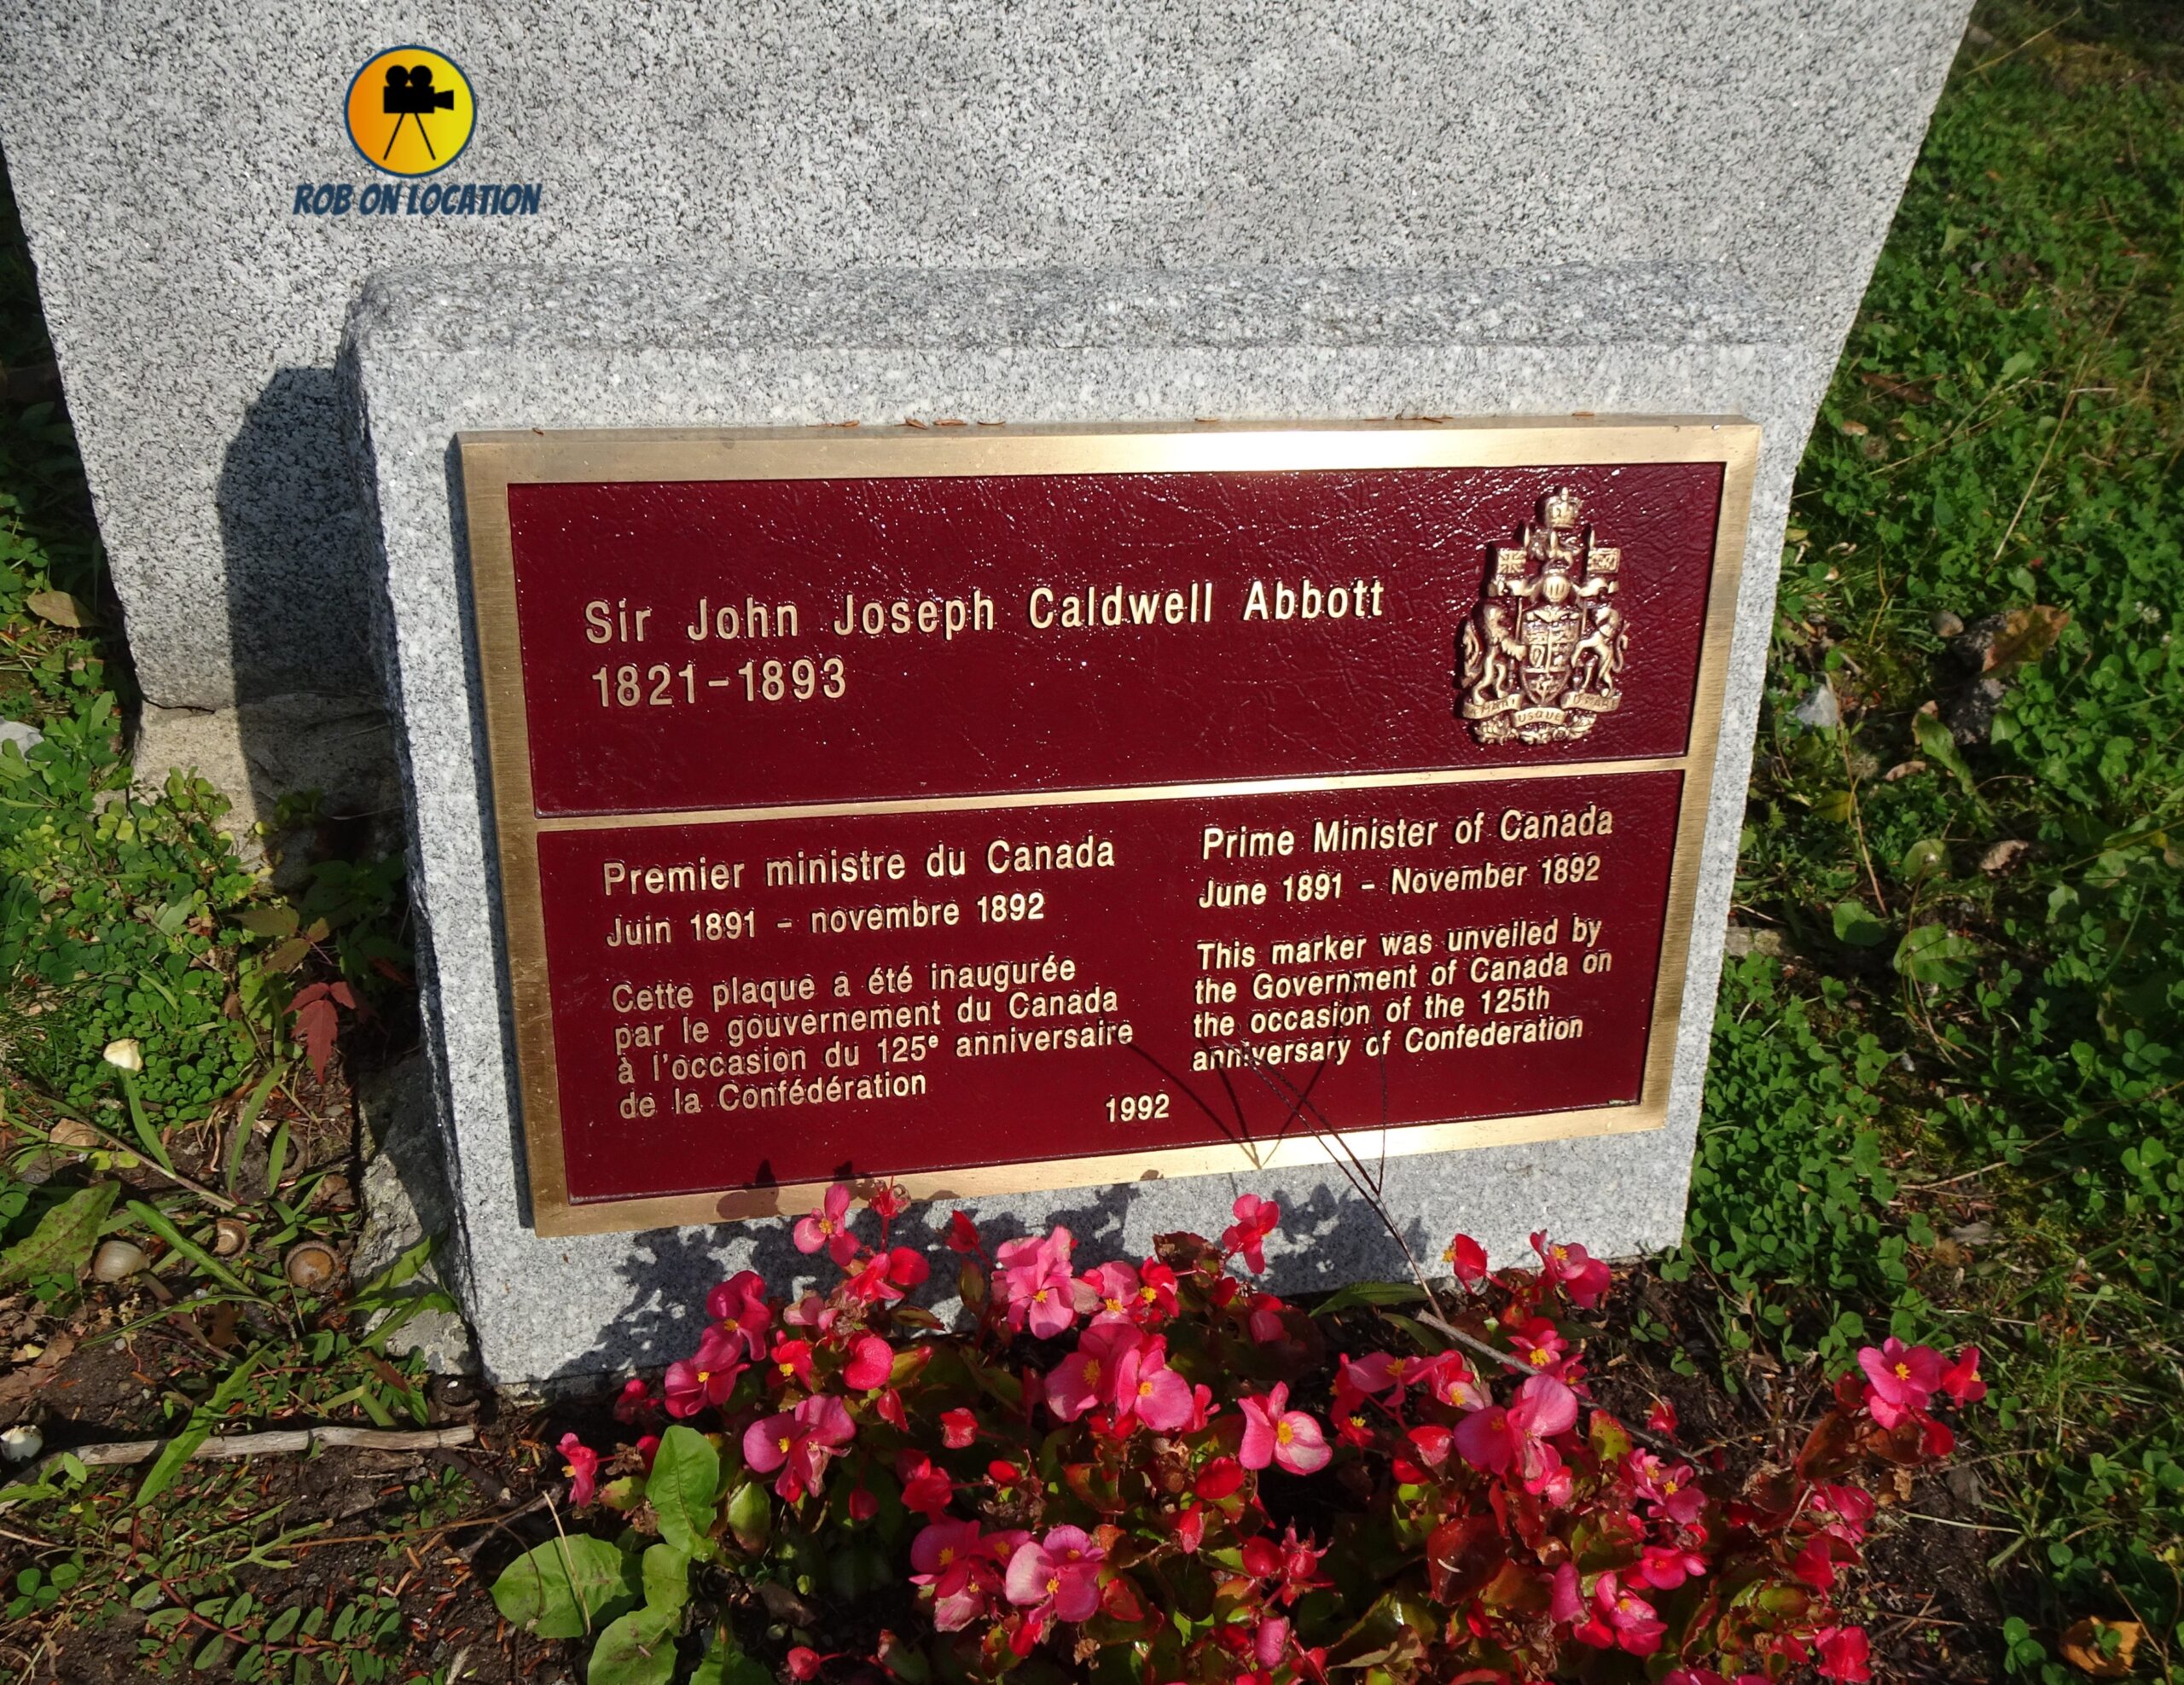 ROB ON LOCATION
Sir John Joseph Caldwell Abbott
1821-1893
Premier ministre du Canada
Juin 1891 - novembre 1892
Cette plaque a été inaugurée
par le gouvernement du Canada
à l'occasion du 125e anniversaire
de la Confédération
Prime Minister of Canada
June 1891 - November 1892
This marker was unveiled by
the Government of Canada on
the occasion of the 125th
anniversary of Confederation
1992
USQUE